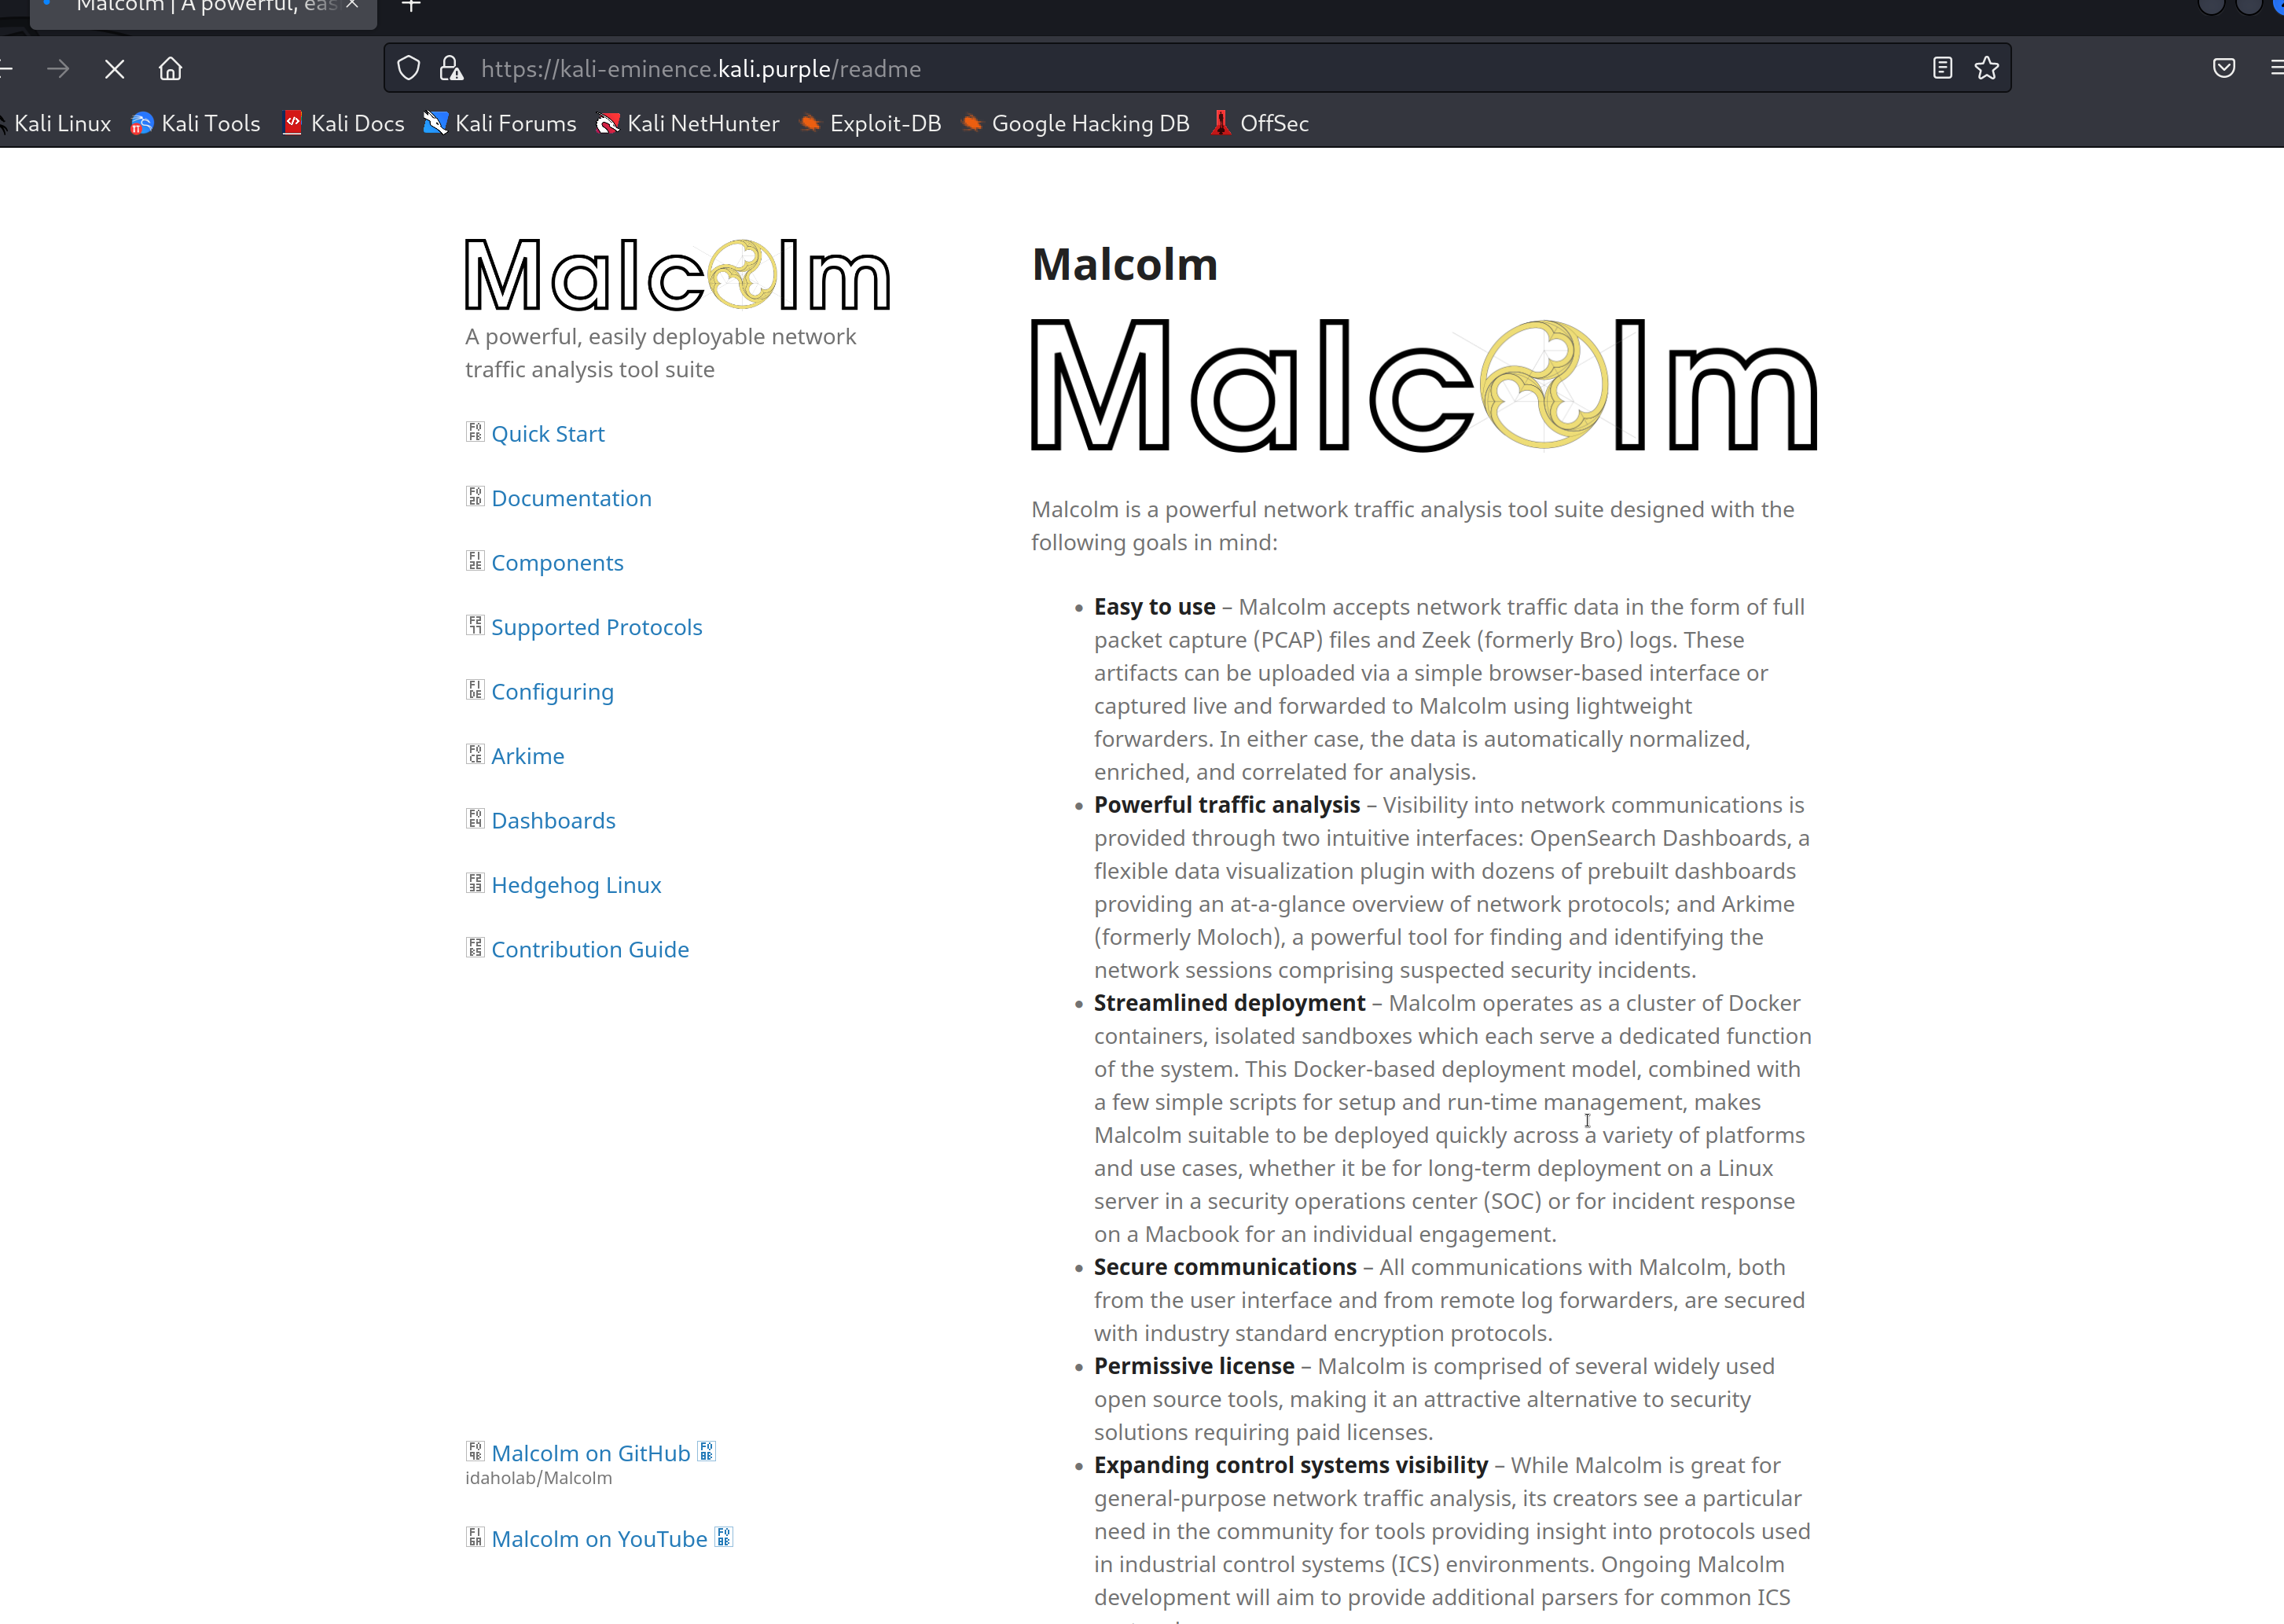 Malcolm | A powerful, eas
https://kali-eminence.kali.purple/readme
Kali Linux Kali Tools Kali Docs Kali Forums Kali NetHunter Exploit-DB Google Hacking DB OffSec
Malcolm
A powerful, easily deployable network
traffic analysis tool suite
Quick Start
Documentation
Components
Supported Protocols
Configuring
Arkime
Dashboards
Hedgehog Linux
Contribution Guide
Malcolm on GitHub
idaholab/Malcolm
Malcolm on YouTube
Malcolm
Malcolm
Malcolm is a powerful network traffic analysis tool suite designed with the
following goals in mind:
• Easy to use – Malcolm accepts network traffic data in the form of full
packet capture (PCAP) files and Zeek (formerly Bro) logs. These
artifacts can be uploaded via a simple browser-based interface or
captured live and forwarded to Malcolm using lightweight
forwarders. In either case, the data is automatically normalized,
enriched, and correlated for analysis.
• Powerful traffic analysis – Visibility into network communications is
provided through two intuitive interfaces: OpenSearch Dashboards, a
flexible data visualization plugin with dozens of prebuilt dashboards
providing an at-a-glance overview of network protocols; and Arkime
(formerly Moloch), a powerful tool for finding and identifying the
network sessions comprising suspected security incidents.
• Streamlined deployment – Malcolm operates as a cluster of Docker
containers, isolated sandboxes which each serve a dedicated function
of the system. This Docker-based deployment model, combined with
a few simple scripts for setup and run-time management, makes
Malcolm suitable to be deployed quickly across a variety of platforms
and use cases, whether it be for long-term deployment on a Linux
server in a security operations center (SOC) or for incident response
on a Macbook for an individual engagement.
• Secure communications – All communications with Malcolm, both
from the user interface and from remote log forwarders, are secured
with industry standard encryption protocols.
• Permissive license – Malcolm is comprised of several widely used
open source tools, making it an attractive alternative to security
solutions requiring paid licenses.
• Expanding control systems visibility – While Malcolm is great for
general-purpose network traffic analysis, its creators see a particular
need in the community for tools providing insight into protocols used
in industrial control systems (ICS) environments. Ongoing Malcolm
development will aim to provide additional parsers for common ICS